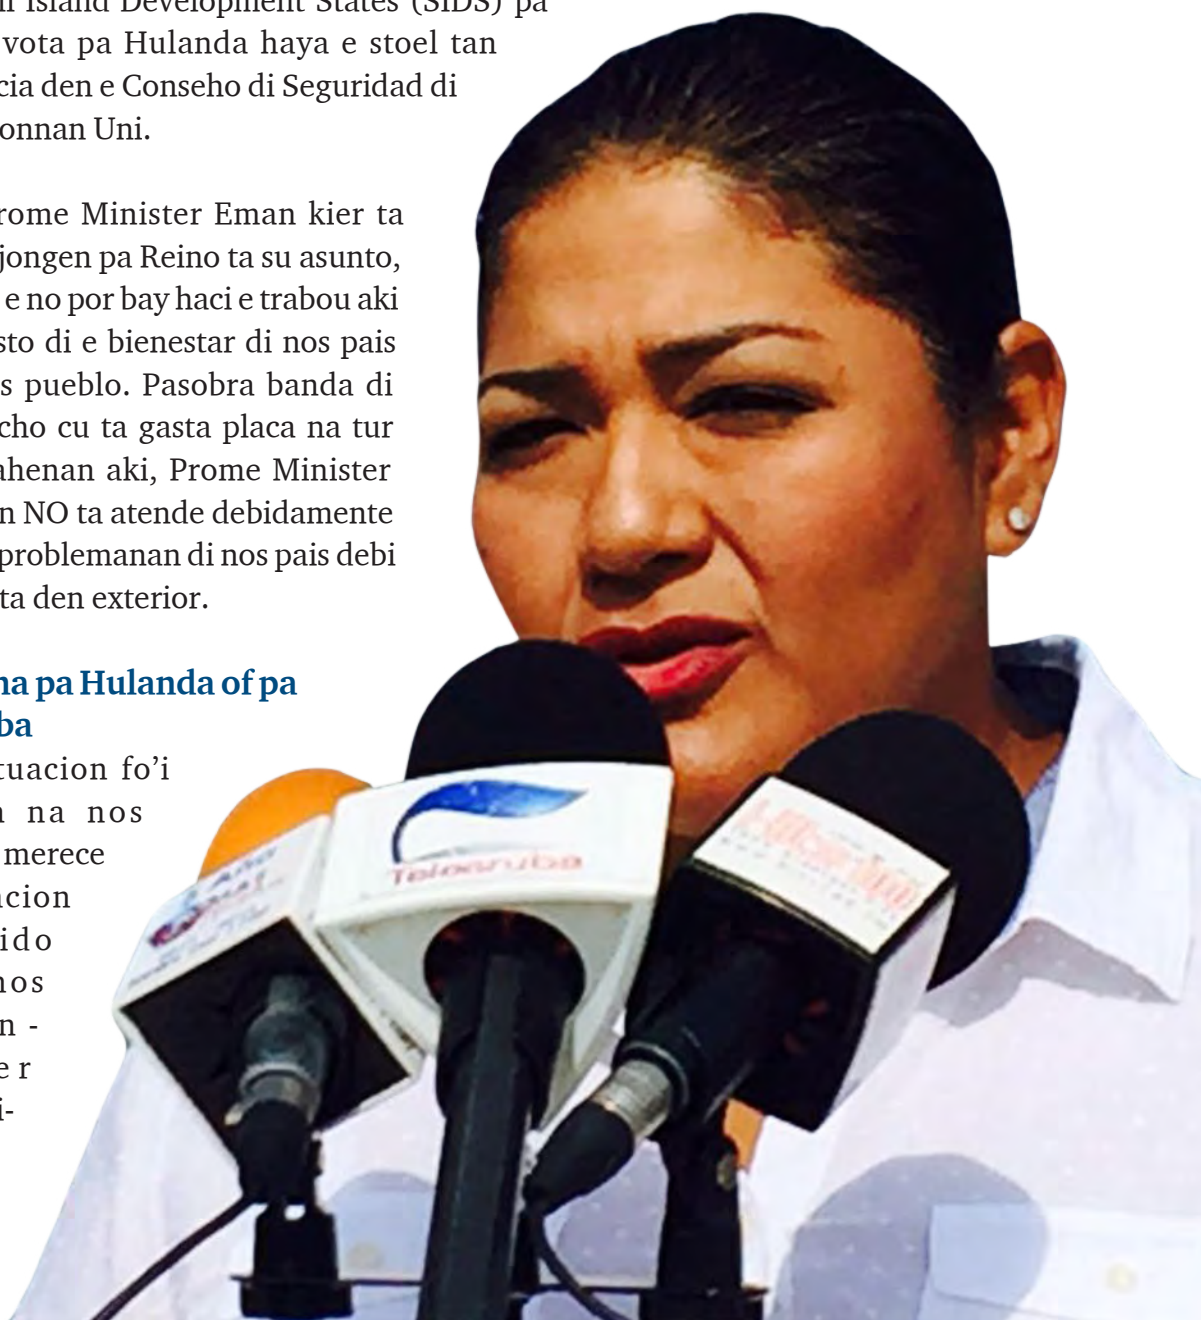 Island Development States (SIDS) pa
vota pa Hulanda haya e stoel tan
cia den e Conseho di Seguridad di
onnan Uni.
rome Minister Eman kier ta
jongen pa Reino ta su asunto,
e no por bay haci e trabou aki
sto di e bienestar di nos pais
s pueblo. Pasobra banda di
cho cu ta gasta placa na tur
ahenan aki, Prome Minister
n NO ta atende debidamente
problemanan di nos pais debi
ta den exterior.
na pa Hulanda of pa
ba
tuacion fo’i
na nos
merece
acion
ido
nos
n -
e r
i-
Telearuba